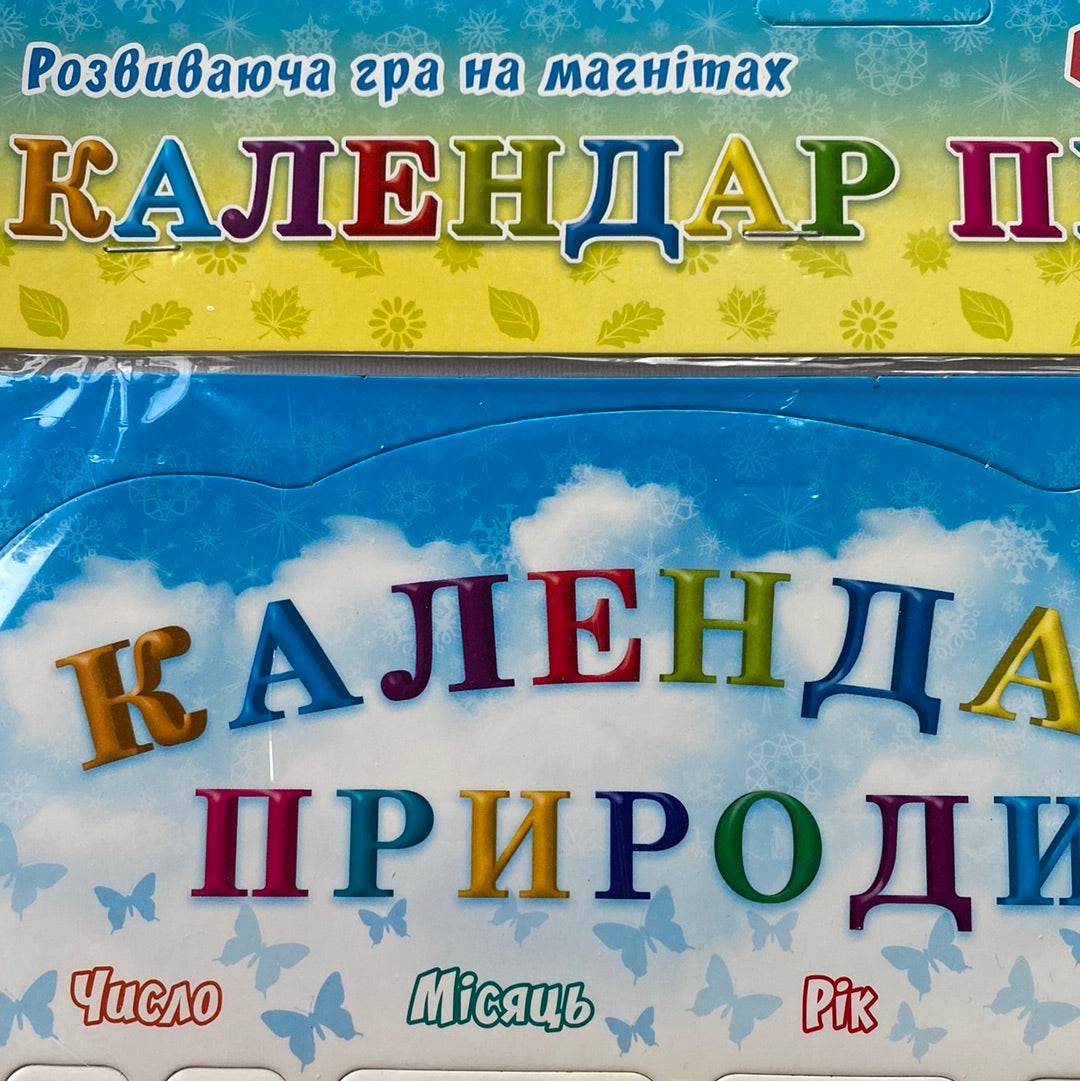 Розвиваюча гра на магнітах
КАЛЕНДАР П
КАЛЕНДА
ПРИРОДИ
Число Місяць Рік